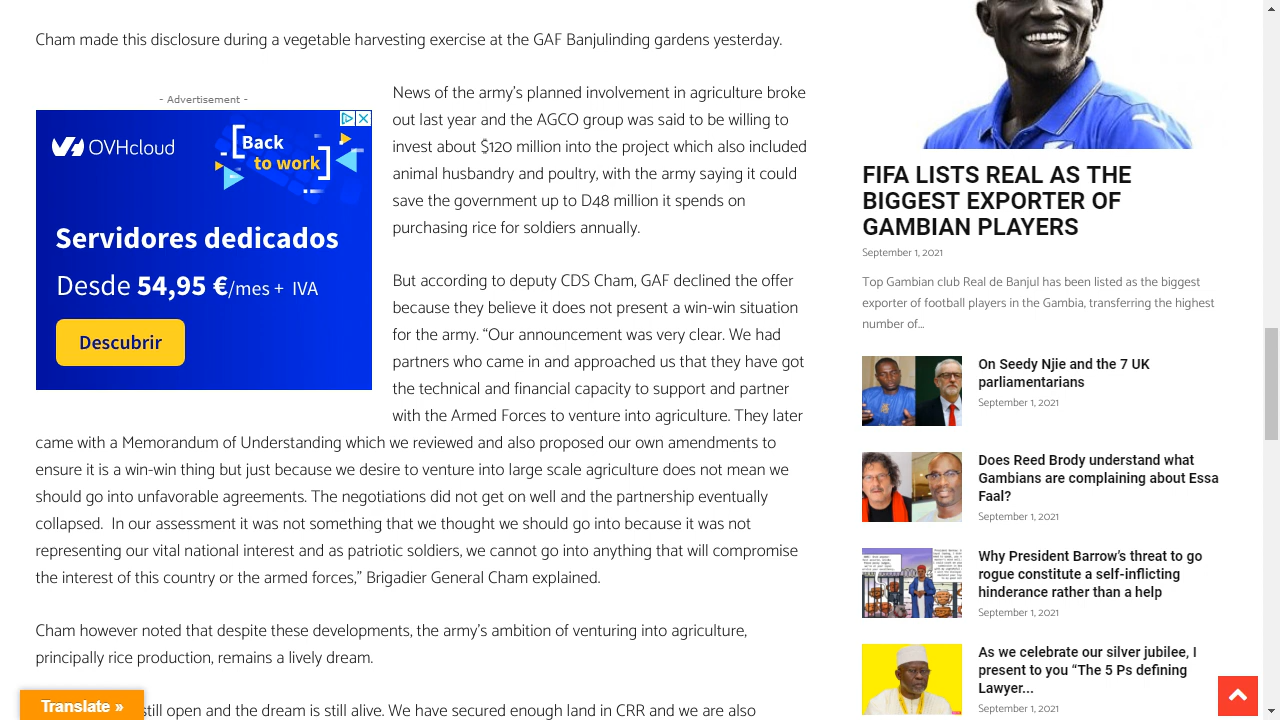 Cham made this disclosure during a vegetable harvesting exercise at the GAF Banjulinding gardens yesterday.
- Advertisement -
OVHcloud
Back
to work
Servidores dedicados
Desde 54,95 €/mes + IVA
Descubrir
News of the army's planned involvement in agriculture broke
out last year and the AGCO group was said to be willing to
invest about $120 million into the project which also included
animal husbandry and poultry, with the army saying it could
save the government up to D48 million it spends on
purchasing rice for soldiers annually.
But according to deputy CDS Cham, GAF declined the offer
because they believe it does not present a win-win situation
for the army. “Our announcement was very clear. We had
partners who came in and approached us that they have got
the technical and financial capacity to support and partner
with the Armed Forces to venture into agriculture. They later
came with a Memorandum of Understanding which we reviewed and also proposed our own amendments to
ensure it is a win-win thing but just because we desire to venture into large scale agriculture does not mean we
should go into unfavorable agreements. The negotiations did not get on well and the partnership eventually
collapsed.  In our assessment it was not something that we thought we should go into because it was not
representing our vital national interest and as patriotic soldiers, we cannot go into anything that will compromise
the interest of this country or the armed forces,” Brigadier General Cham explained.
Cham however noted that despite these developments, the army's ambition of venturing into agriculture,
principally rice production, remains a lively dream.
still open and the dream is still alive. We have secured enough land in CRR and we are also
Translate »
FIFA LISTS REAL AS THE
BIGGEST EXPORTER OF
GAMBIAN PLAYERS
September 1, 2021
Top Gambian club Real de Banjul has been listed as the biggest
exporter of football players in the Gambia, transferring the highest
number of...
On Seedy Njie and the 7 UK
parliamentarians
September 1, 2021
Does Reed Brody understand what
Gambians are complaining about Essa
Faal?
September 1, 2021
Why President Barrow's threat to go
rogue constitute a self-inflicting
hinderance rather than a help
September 1, 2021
As we celebrate our silver jubilee, I
present to you “The 5 Ps defining
Lawyer...
September 1, 2021